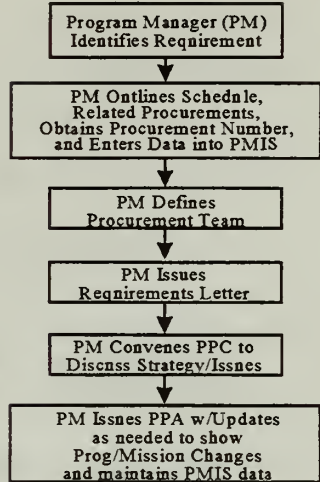 Program Manager (PM)
Identifies Reqnirement
PM Ontlines Schednle,
Related Procurements,
Obtains Procurement Number,
and Enters Data into PMIS
PM Defines
Procurement Team
PM Issues
Reqnirements Letter
PM Convenes PPC to
Discnss Strategy/Issnes
PM Issnes PPA w/Updates
as needed to show
Prog/Mission Changes
and maintains PMIS data